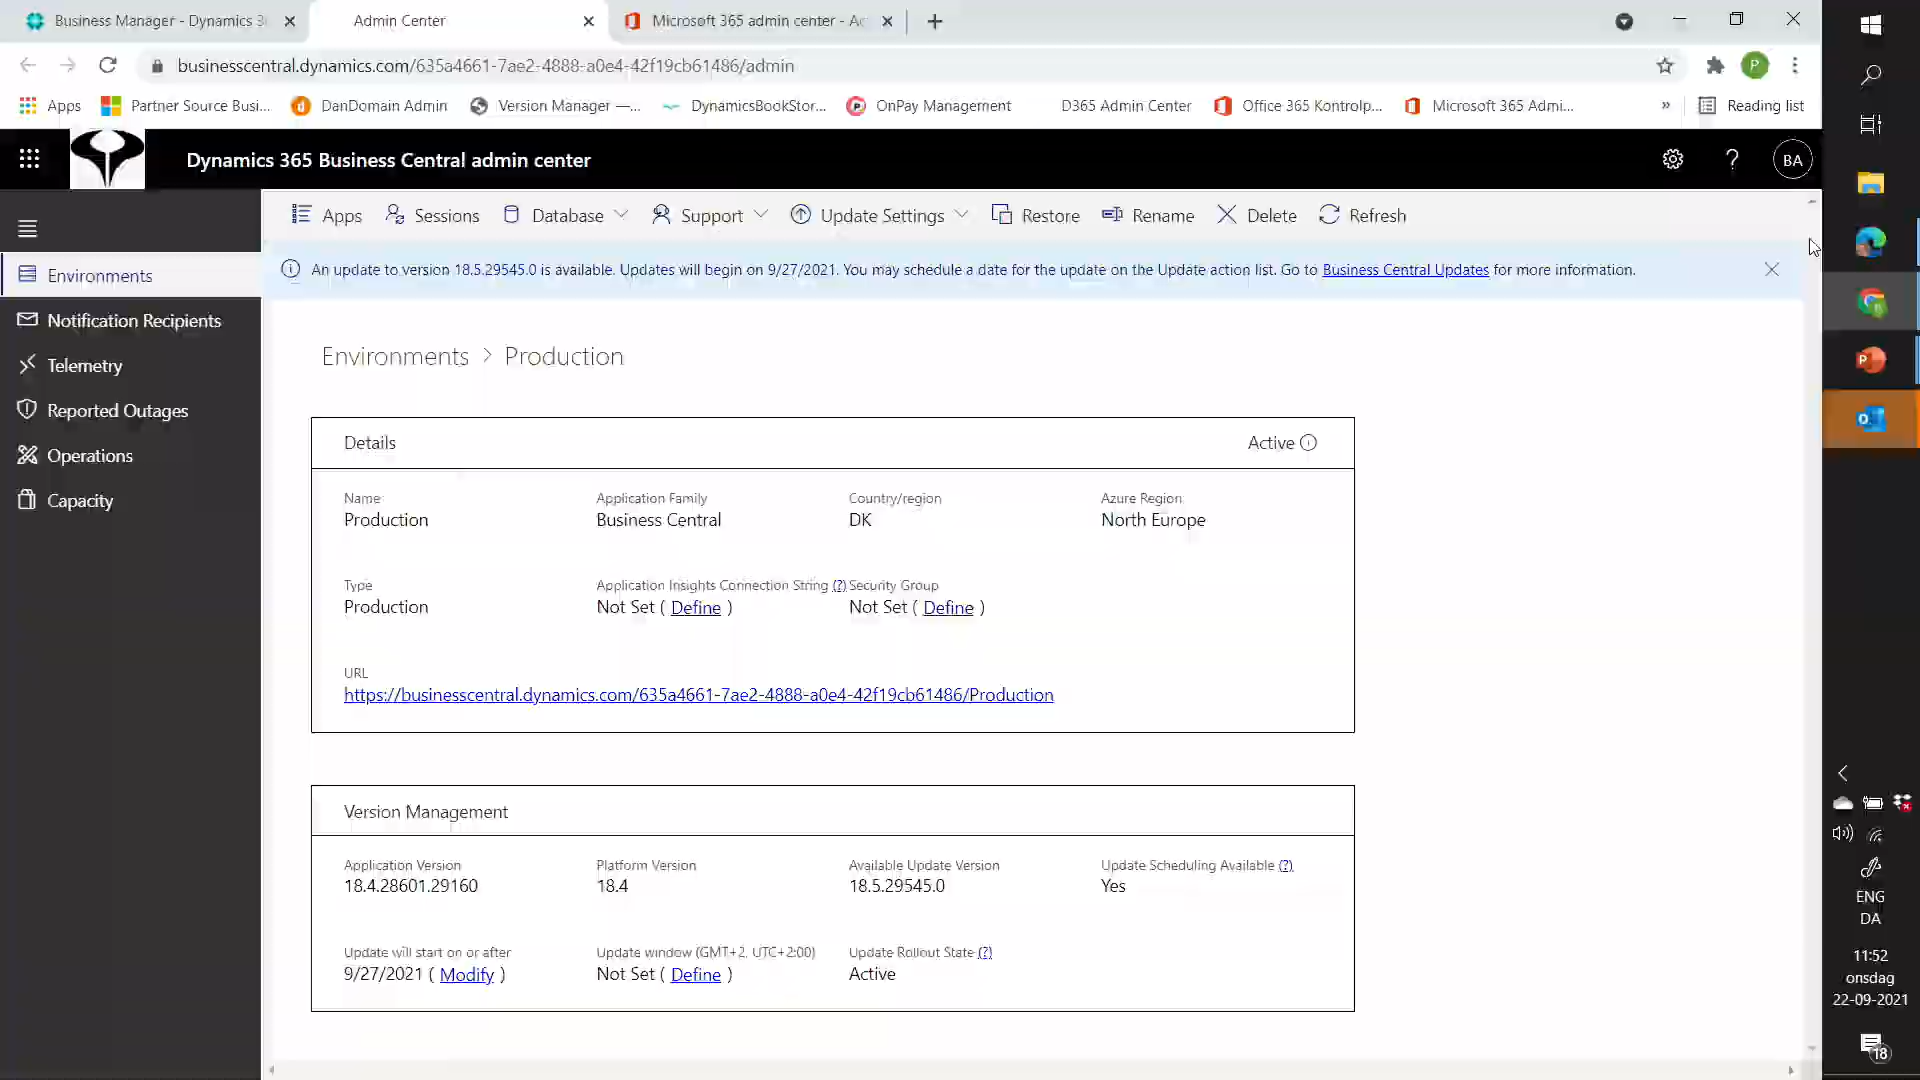 Business Manager - Dynamics 3
Admin Center
Microsoft 365 admin center - Ac
businesscentral.dynamics.com/635a4661-7ae2-4888-a0e4-42f19cb61486/admin
P
Apps
Partner Source Busi...
DanDomain Admin
Version Manager —...
DynamicsBookStor...
OnPay Management
D365 Admin Center
Office 365 Kontrolp...
Microsoft 365 Admi...
»
Reading list
Dynamics 365 Business Central admin center
?
BA
Apps
Sessions
Database
Support
Update Settings
Restore
Rename
Delete
Refresh
Environments
Notification Recipients
Telemetry
Reported Outages
Operations
Capacity
An update to version 18.5.29545.0 is available. Updates will begin on 9/27/2021. You may schedule a date for the update on the Update action list. Go to Business Central Updates for more information.
Environments > Production
Details
Active
Name
Production
Application Family
Business Central
Country/region
DK
Azure Region
North Europe
Type
Production
Application Insights Connection String (?)
Not Set ( Define )
Security Group
Not Set ( Define )
URL
https://businesscentral.dynamics.com/635a4661-7ae2-4888-a0e4-42f19cb61486/Production
Version Management
Application Version
18.4.28601.29160
Platform Version
18.4
Available Update Version
18.5.29545.0
Update Scheduling Available (?)
Yes
Update will start on or after
9/27/2021 ( Modify )
Update window (GMT+2, UTC+2:00)
Not Set ( Define )
Update Rollout State (?)
Active
ENG
DA
11:52
onsdag
22-09-2021
18